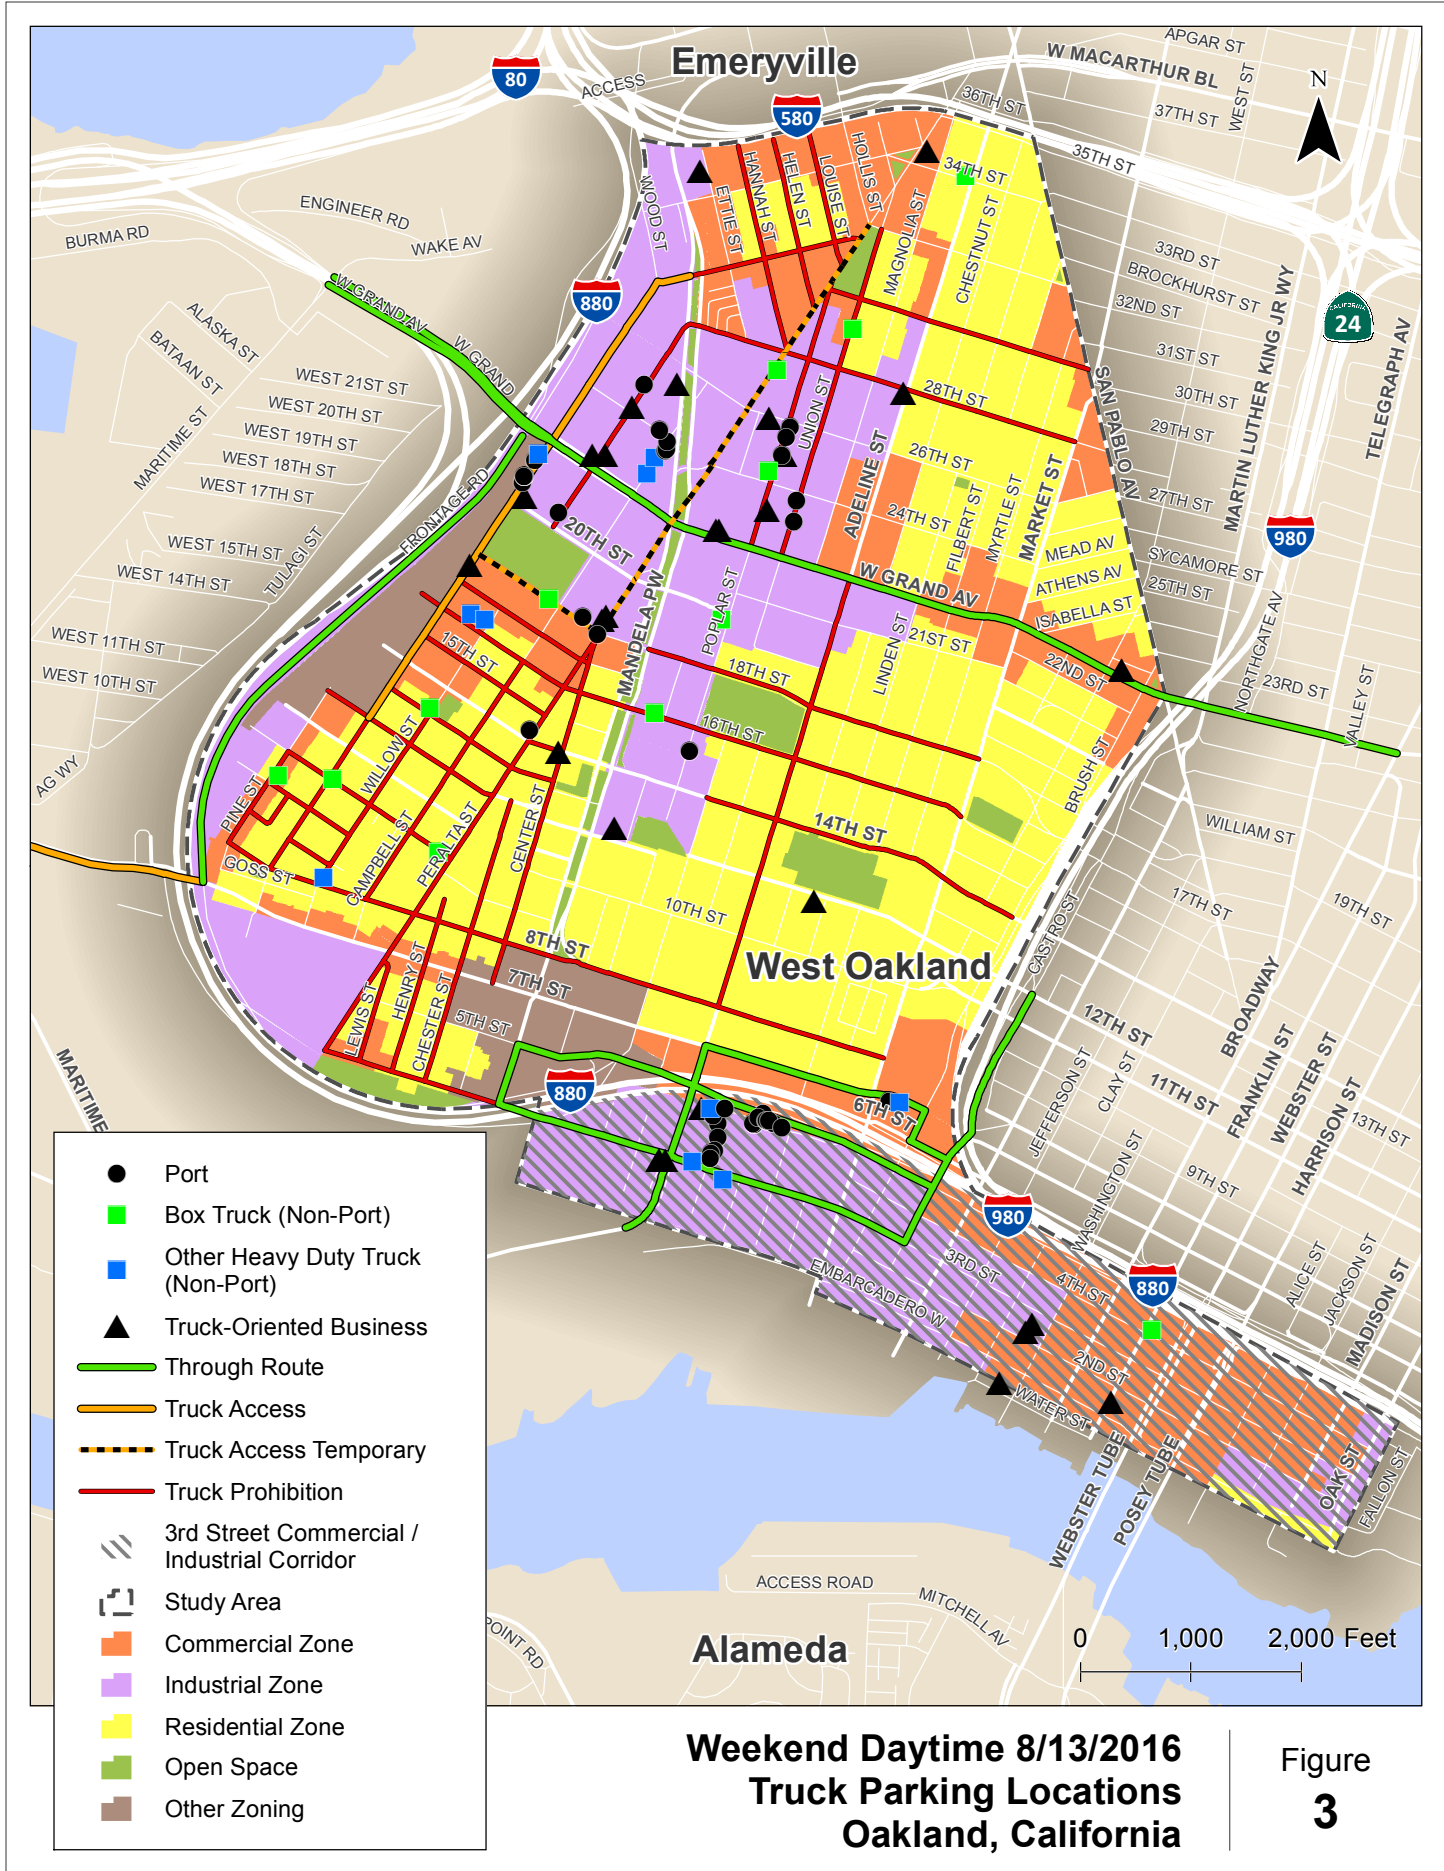 Emeryville
80
ACCESS
580
W MACARTHUR BL
APGAR ST
WEST ST
37TH ST
36TH ST
35TH ST
N
34TH ST
ENGINEER RD
BURMA RD
WAKE AV
WOOD ST
ETTIE ST
HANNAH ST
HELEN ST
LOUISE ST
HOLLIS ST
MAGNOLIA ST
CHESTNUT ST
33RD ST
BROCKHURST ST
32ND ST
31ST ST
30TH ST
29TH ST
27TH ST
MARTIN LUTHER KING JR WY
CALIFORNIA
24
TELEGRAPH AV
SAN PABLO AV
880
W GRAND AV
W GRAND
ALASKA ST
BATAAN ST
MARITIME ST
WEST 21ST ST
WEST 20TH ST
WEST 19TH ST
WEST 18TH ST
WEST 17TH ST
WEST 15TH ST
WEST 14TH ST
WEST 11TH ST
WEST 10TH ST
TULAGI ST
FRONTAGE RD
AG WY
28TH ST
UNION ST
26TH ST
ADELINE ST
24TH ST
FILBERT ST
MYRTLE ST
MARKET ST
MEAD AV
ATHENS AV
ISABELLA ST
SYCAMORE ST
25TH ST
980
20TH ST
W GRAND AV
MANDELA PW
POPLAR ST
21ST ST
22ND ST
LINDEN ST
NORTHGATE AV
23RD ST
VALLEY ST
15TH ST
18TH ST
16TH ST
14TH ST
BRUSH ST
WILLIAM ST
WILLOW ST
PINE ST
GOSS ST
CAMPBELL ST
PERALTA ST
CENTER ST
10TH ST
8TH ST
7TH ST
5TH ST
LEWIS ST
HENRY ST
CHESTER ST
West Oakland
CASTRO ST
17TH ST
19TH ST
12TH ST
11TH ST
BROADWAY
FRANKLIN ST
WEBSTER ST
HARRISON ST
13TH ST
JEFFERSON ST
CLAY ST
WASHINGTON ST
9TH ST
MARITIME
880
6TH ST
980
3RD ST
4TH ST
EMBARCADERO W
880
ALICE ST
JACKSON ST
MADISON ST
2ND ST
WATER ST
WEBSTER TUBE
POSEY TUBE
OAK ST
FALLON ST
ACCESS ROAD
MITCHELL AV
POINT RD
Alameda
0 1,000 2,000 Feet
Port
Box Truck (Non-Port)
Other Heavy Duty Truck
(Non-Port)
Truck-Oriented Business
Through Route
Truck Access
Truck Access Temporary
Truck Prohibition
3rd Street Commercial /
Industrial Corridor
Study Area
Commercial Zone
Industrial Zone
Residential Zone
Open Space
Other Zoning
Weekend Daytime 8/13/2016
Truck Parking Locations
Oakland, California
Figure
3